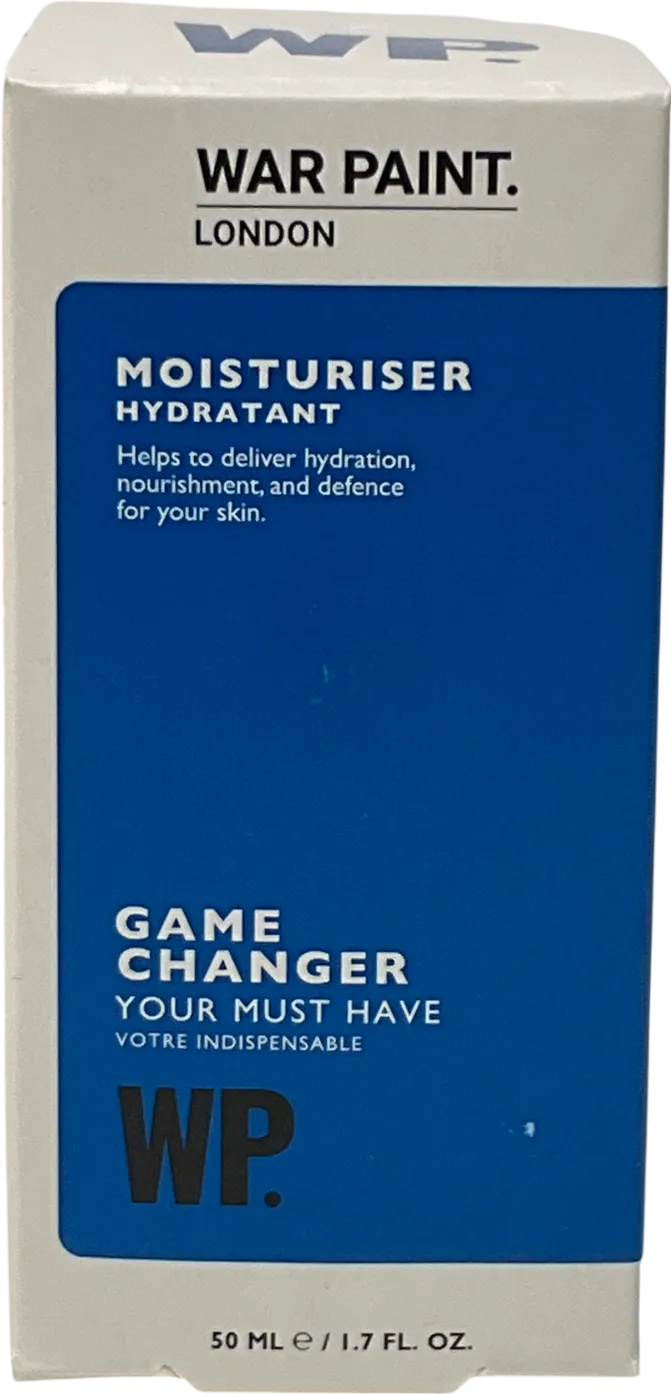 WP.
WAR PAINT.
LONDON
MOISTURISER
HYDRATANT
Helps to deliver hydration,
nourishment, and defence
for your skin.
GAME
CHANGER
YOUR MUST HAVE
VOTRE INDISPENSABLE
WP.
50 ML ℮ / 1.7 FL. OZ.